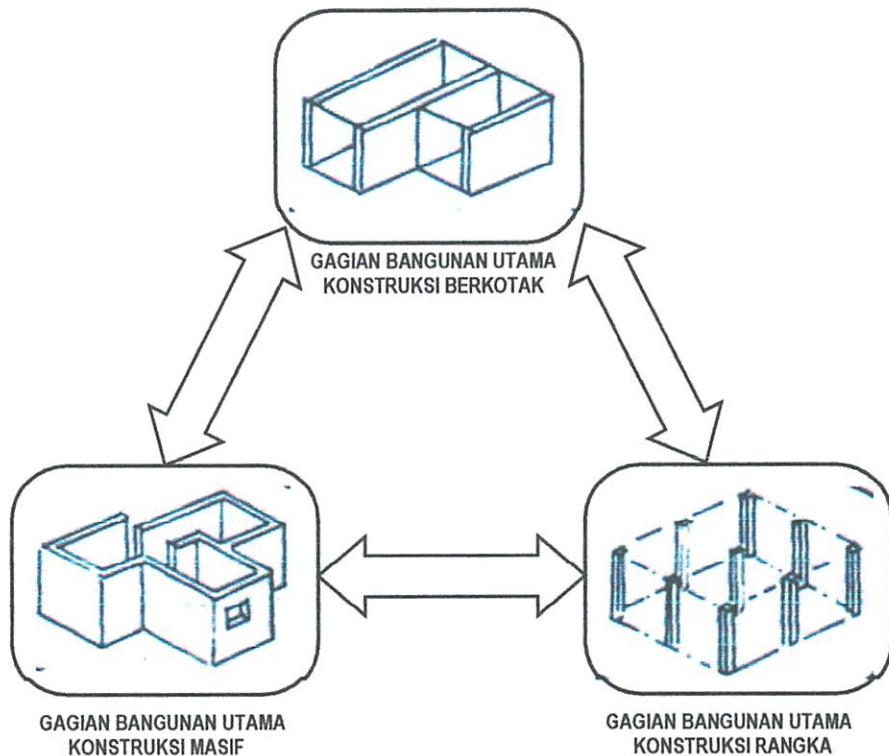 GAGIAN BANGUNAN UTAMA
KONSTRUKSI BERKOTAK
GAGIAN BANGUNAN UTAMA
KONSTRUKSI MASIF
GAGIAN BANGUNAN UTAMA
KONSTRUKSI RANGKA